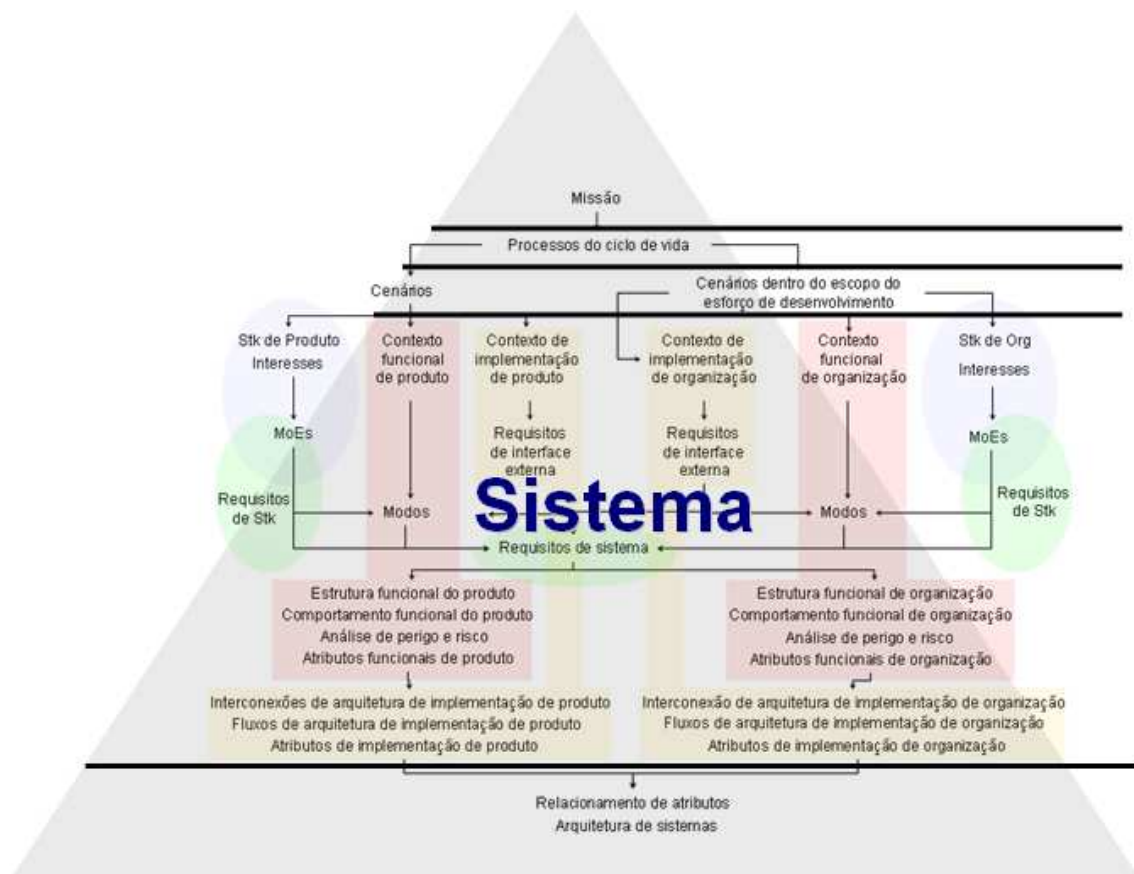 Missão
Processos do ciclo de vida
Cenários
Cenários dentro do escopo do
esforço de desenvolvimento
Stk de Produto
Interesses
Contexto
funcional
de produto
Contexto de
implementação
de produto
Contexto de
implementação
de organização
Contexto
funcional
de organização
Stk de Org
Interesses
MoEs
Requisitos
de interface
externa
Requisitos
de interface
externa
MoEs
Requisitos
de Stk
Modos
Sistema
Modos
Requisitos
de Stk
Requisitos de sistema
Estrutura funcional do produto
Comportamento funcional do produto
Análise de perigo e risco
Atributos funcionais de produto
Estrutura funcional de organização
Comportamento funcional de organização
Análise de perigo e risco
Atributos funcionais de organização
Interconexões de arquitetura de implementação de produto
Fluxos de arquitetura de implementação de produto
Atributos de implementação de produto
Interconexão de arquitetura de implementação de organização
Fluxos de arquitetura de implementação de organização
Atributos de implementação de organização
Relacionamento de atributos
Arquitetura de sistemas